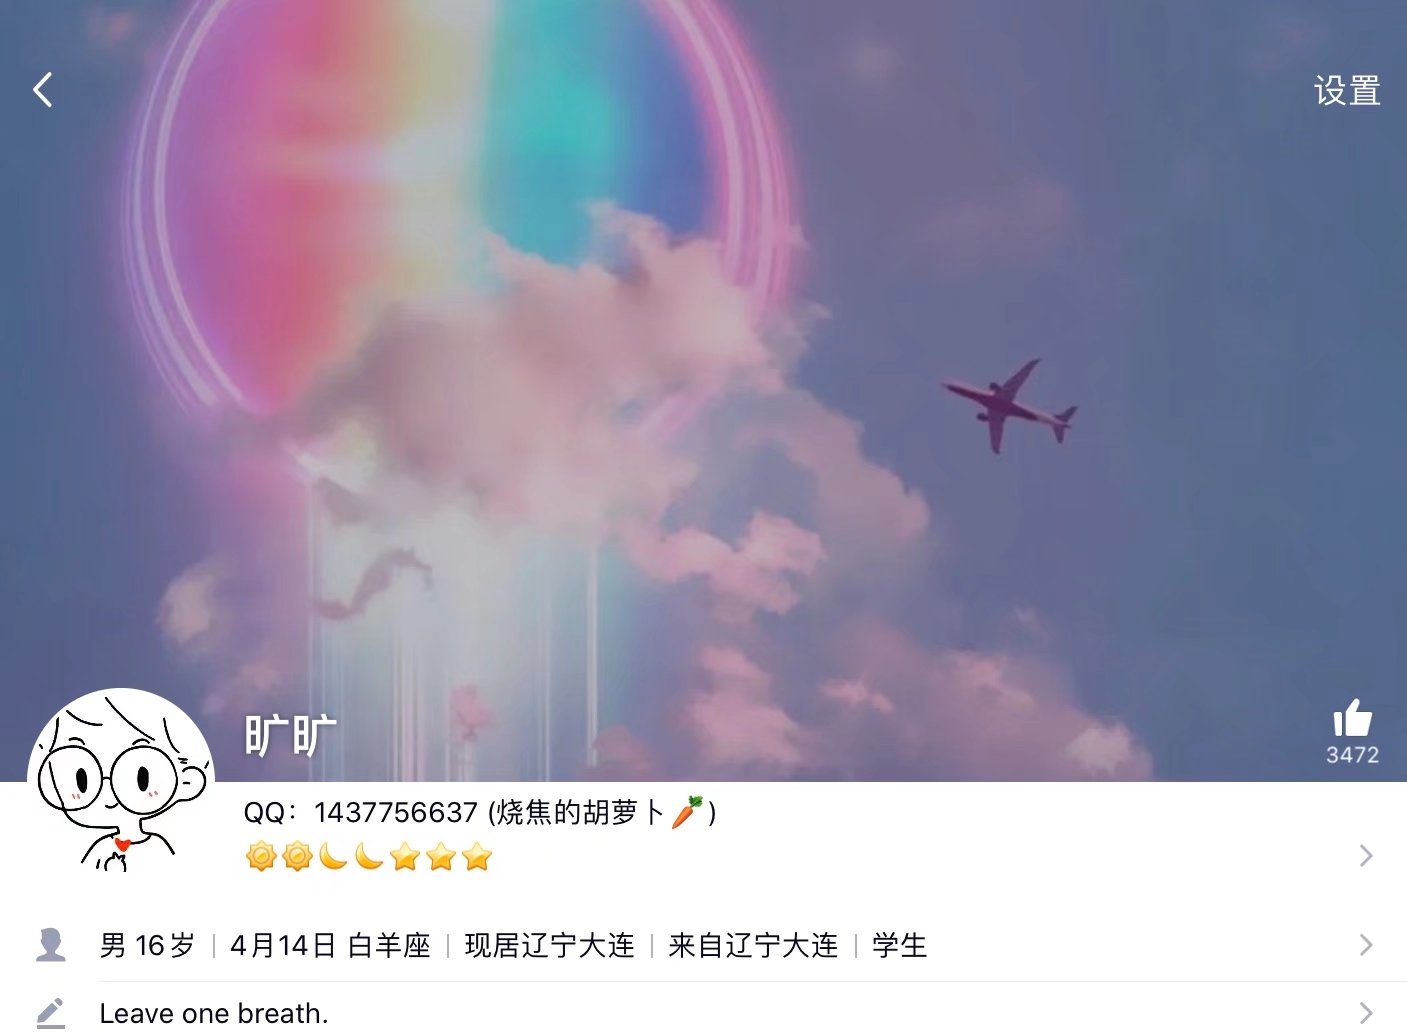 设置
旷旷
3472
QQ：1437756637 (烧焦的胡萝卜🥕)
男 16岁 | 4月14日 白羊座 | 现居辽宁大连 | 来自辽宁大连 | 学生
Leave one breath.